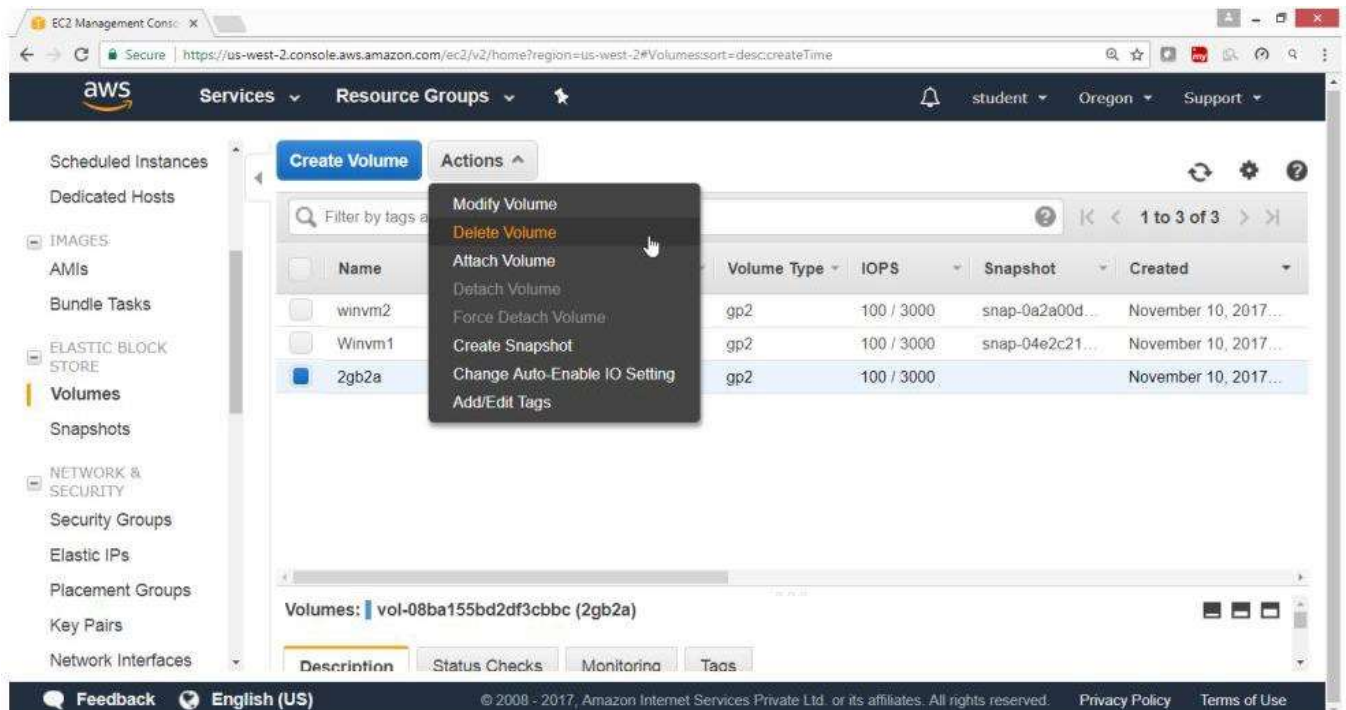 EC2 Management Conso
Secure https://us-west-2.console.aws.amazon.com/ec2/v2/home?region=us-west-2#Volumes:sort=desc:createTime
aws Services Resource Groups student Oregon Support
Scheduled Instances
Dedicated Hosts
IMAGES
AMIs
Bundle Tasks
ELASTIC BLOCK
STORE
Volumes
Snapshots
NETWORK &
SECURITY
Security Groups
Elastic IPs
Placement Groups
Key Pairs
Network Interfaces
Create Volume Actions
Filter by tags a 1 to 3 of 3
Modify Volume
Delete Volume
Attach Volume
Detach Volume
Force Detach Volume
Create Snapshot
Change Auto-Enable IO Setting
Add/Edit Tags
Name Volume Type IOPS Snapshot Created
winvm2 gp2 100 / 3000 snap-0a2a00d... November 10, 2017...
Winvm1 gp2 100 / 3000 snap-04e2c21... November 10, 2017...
2gb2a gp2 100 / 3000 November 10, 2017...
Volumes: vol-08ba155bd2df3cbbc (2gb2a)
Description Status Checks Monitoring Tags
Feedback English (US) © 2008 - 2017, Amazon Internet Services Private Ltd. or its affiliates. All rights reserved. Privacy Policy Terms of Use